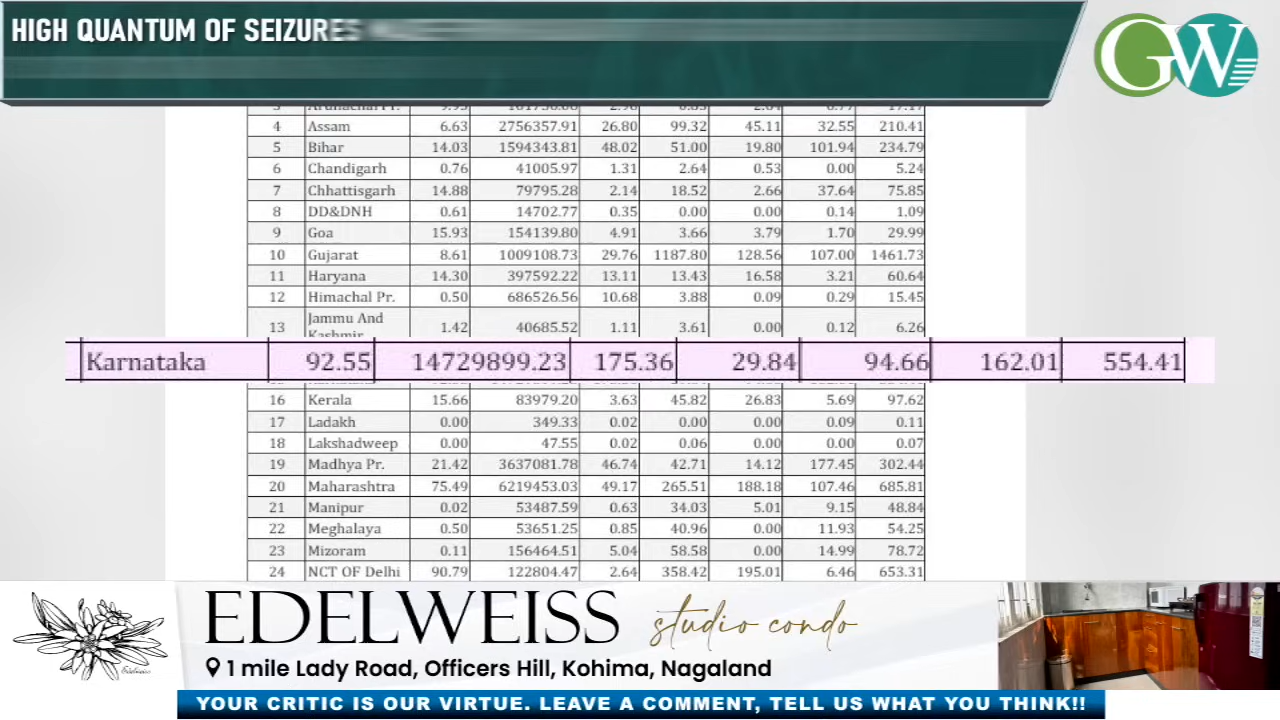 HIGH QUANTUM OF SEIZURES
GW
4 Assam 6.63 2756357.91 26.80 99.32 45.11 32.55 210.41
5 Bihar 14.03 1594343.81 48.02 51.00 19.80 101.94 234.79
6 Chandigarh 0.76 41005.97 1.31 2.64 0.53 0.00 5.24
7 Chhattisgarh 14.88 79795.28 2.14 18.52 2.66 37.64 75.85
8 DD&DNH 0.61 14702.77 0.35 0.00 0.00 0.14 1.09
9 Goa 15.93 154139.80 4.91 3.66 3.79 1.70 29.99
10 Gujarat 8.61 1009108.73 29.76 1187.80 128.56 107.00 1461.73
11 Haryana 14.30 397592.22 13.11 13.43 16.58 3.21 60.64
12 Himachal Pr. 0.50 686526.56 10.68 3.88 0.09 0.29 15.45
13 Jammu And Kashmir 1.42 40685.52 1.11 3.61 0.00 0.12 6.26
Karnataka 92.55 14729899.23 175.36 29.84 94.66 162.01 554.41
16 Kerala 15.66 83979.20 3.63 45.82 26.83 5.69 97.62
17 Ladakh 0.00 349.33 0.02 0.00 0.00 0.09 0.11
18 Lakshadweep 0.00 47.55 0.02 0.06 0.00 0.00 0.07
19 Madhya Pr. 21.42 3637081.78 46.74 42.71 14.12 177.45 302.44
20 Maharashtra 75.49 6219453.03 49.17 265.51 188.18 107.46 685.81
21 Manipur 0.02 53487.59 0.63 34.03 5.01 9.15 48.84
22 Meghalaya 0.50 53651.25 0.85 40.96 0.00 11.93 54.25
23 Mizoram 0.11 156464.51 5.04 58.58 0.00 14.99 78.72
24 NCT OF Delhi 90.79 122804.47 2.64 358.42 195.01 6.46 653.31
EDELWEISS studio condo
1 mile Lady Road, Officers Hill, Kohima, Nagaland
YOUR CRITIC IS OUR VIRTUE. LEAVE A COMMENT, TELL US WHAT YOU THINK!!